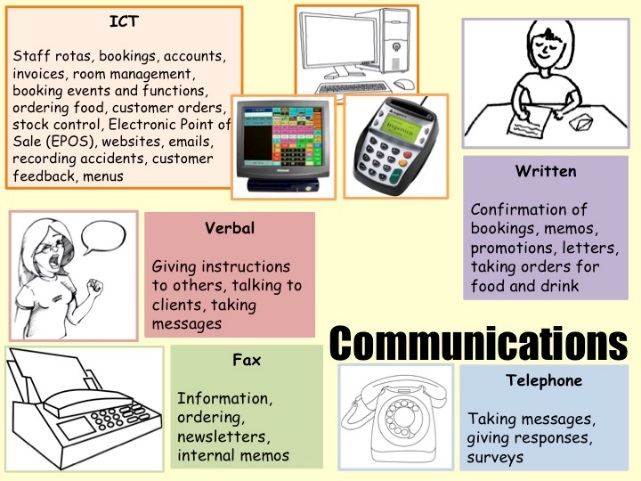 ICT
Staff rotas, bookings, accounts,
invoices, room management,
booking events and functions,
ordering food, customer orders,
stock control, Electronic Point of
Sale (EPOS), websites, emails,
recording accidents, customer
feedback, menus
Written
Confirmation of
bookings, memos,
promotions, letters,
taking orders for
food and drink
Verbal
Giving instructions
to others, talking to
clients, taking
messages
Communications
Fax
Information,
ordering,
newsletters,
internal memos
Telephone
Taking messages,
giving responses,
surveys